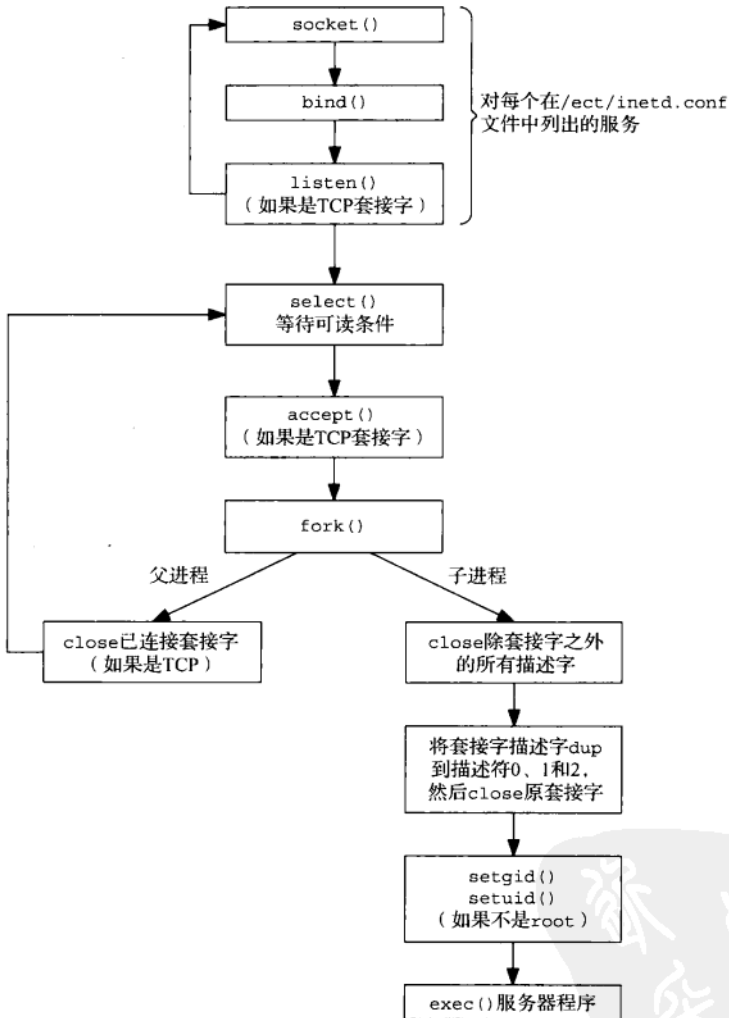 socket()
bind()
对每个在/ect/inetd.conf
文件中列出的服务
listen()
（如果是TCP套接字）
select()
等待可读条件
accept()
（如果是TCP套接字）
fork()
父进程
子进程
close已连接套接字
（如果是TCP）
close除套接字之外
的所有描述字
将套接字描述字dup
到描述符0、1和2，
然后close原套接字
setgid()
setuid()
（如果不是root）
exec()服务器程序